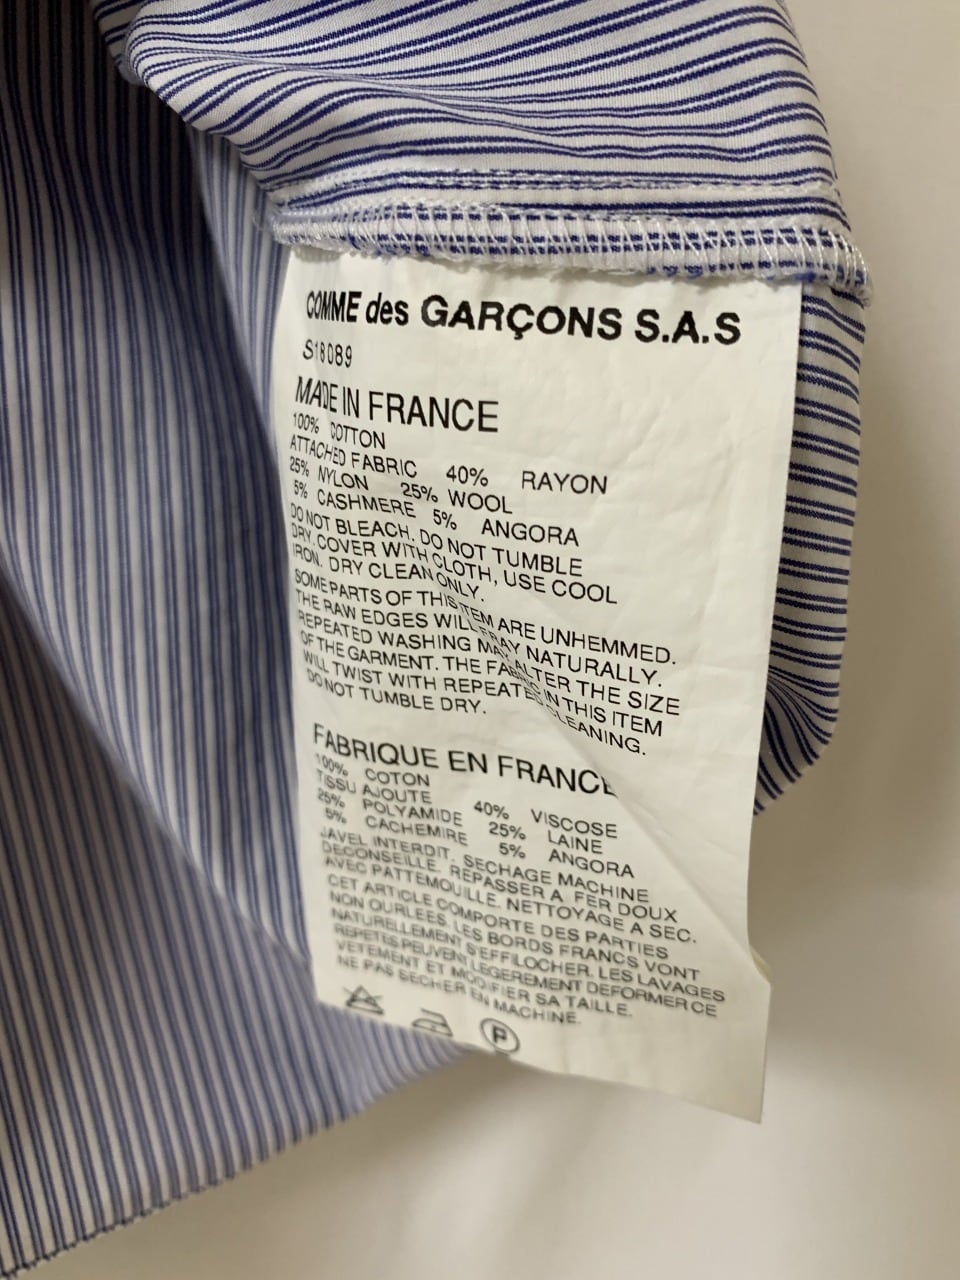 COMME des GARÇONS S.A.S
S18089
MADE IN FRANCE
100% COTTON
ATTACHED FABRIC 40% RAYON
25% NYLON 25% WOOL
5% CASHMERE 5% ANGORA
DO NOT BLEACH. DO NOT TUMBLE
DRY. COVER WITH CLOTH, USE COOL
IRON. DRY CLEAN ONLY.
SOME PARTS OF THIS ITEM ARE UNHEMMED.
THE RAW EDGES WILL FRAY NATURALLY.
REPEATED WASHING MAY ALTER THE SIZE
OF THE GARMENT. THE FABRIC IN THIS ITEM
WILL TWIST WITH REPEATED CLEANING.
DO NOT TUMBLE DRY.
FABRIQUE EN FRANCE
100% COTON
TISSU AJOUTE 40% VISCOSE
25% POLYAMIDE 25% LAINE
5% CACHEMIRE 5% ANGORA
JAVEL INTERDIT. SECHAGE MACHINE
DECONSEILLE. REPASSER A FER DOUX
AVEC PATTEMOUILLE. NETTOYAGE A SEC.
CET ARTICLE COMPORTE DES PARTIES
NON OURLEES. LES BORDS FRANCS VONT
NATURELLEMENT S'EFFILOCHER. LES LAVAGES
REPETES PEUVENT LEGEREMENT DEFORMER CE
VETEMENT ET MODIFIER SA TAILLE.
NE PAS SECHER EN MACHINE.
P